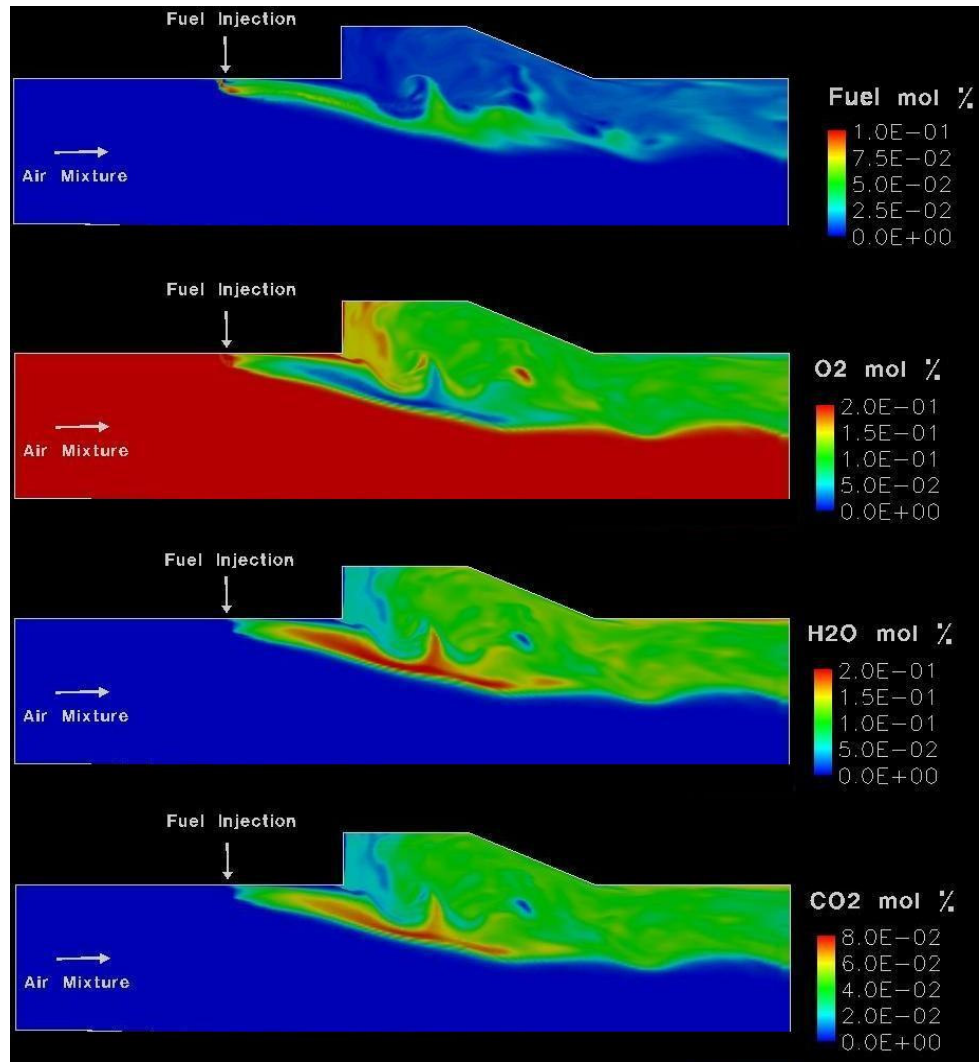 Fuel Injection
Fuel mol %
1.0E-01
7.5E-02
5.0E-02
2.5E-02
0.0E+00
Air Mixture
Fuel Injection
O2 mol %
2.0E-01
1.5E-01
1.0E-01
5.0E-02
0.0E+00
Air Mixture
Fuel Injection
H2O mol %
2.0E-01
1.5E-01
1.0E-01
5.0E-02
0.0E+00
Air Mixture
Fuel Injection
CO2 mol %
8.0E-02
6.0E-02
4.0E-02
2.0E-02
0.0E+00
Air Mixture